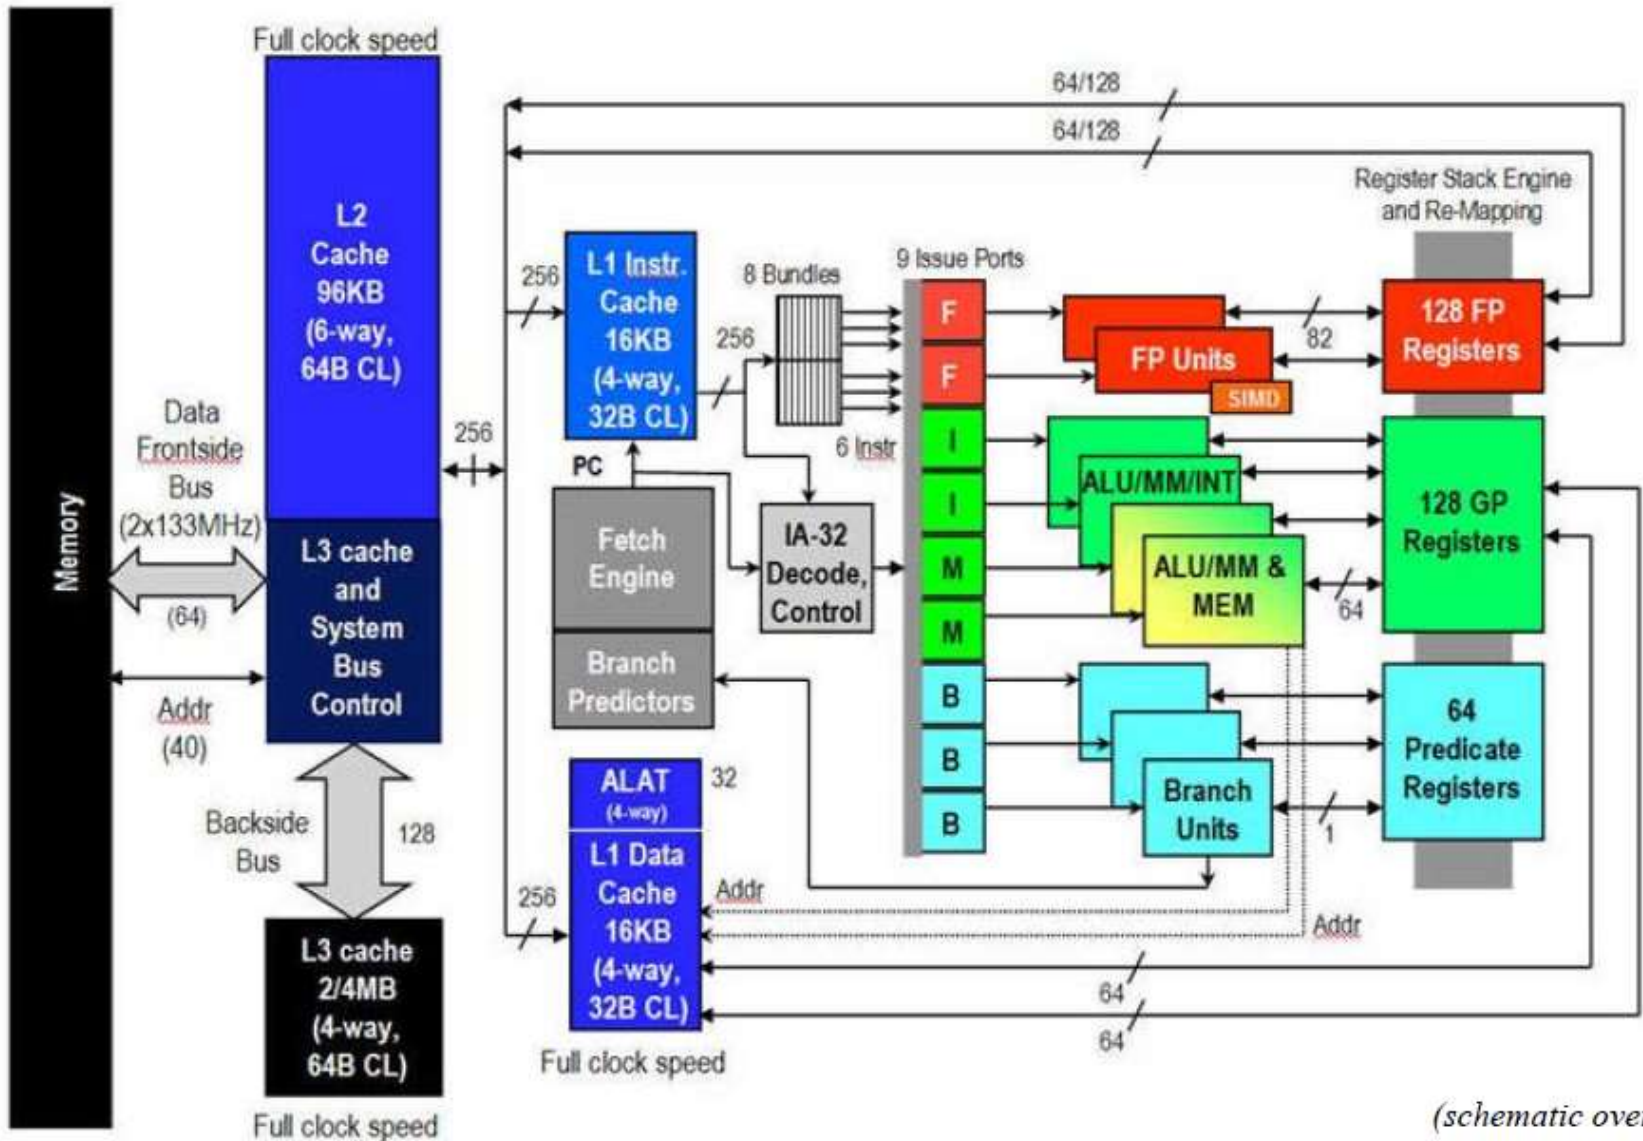 Full clock speed
L2
Cache
96KB
(6-way,
64B CL)
L3 cache
and
System
Bus
Control
Memory
Data
Frontside
Bus
(2x133MHz)
(64)
Addr
(40)
Backside
Bus
128
L3 cache
2/4MB
(4-way,
64B CL)
Full clock speed
256
256
L1 Instr.
Cache
16KB
(4-way,
32B CL)
256
PC
Fetch
Engine
Branch
Predictors
IA-32
Decode,
Control
ALAT
(4-way)
32
L1 Data
Cache
16KB
(4-way,
32B CL)
256
Full clock speed
8 Bundles
6 Instr
9 Issue Ports
F
F
I
I
M
M
B
B
B
64/128
64/128
FP Units
SIMD
82
ALU/MM/INT
ALU/MM &
MEM
64
Branch
Units
1
Register Stack Engine
and Re-Mapping
128 FP
Registers
128 GP
Registers
64
Predicate
Registers
Addr
Addr
64
64
(schematic over